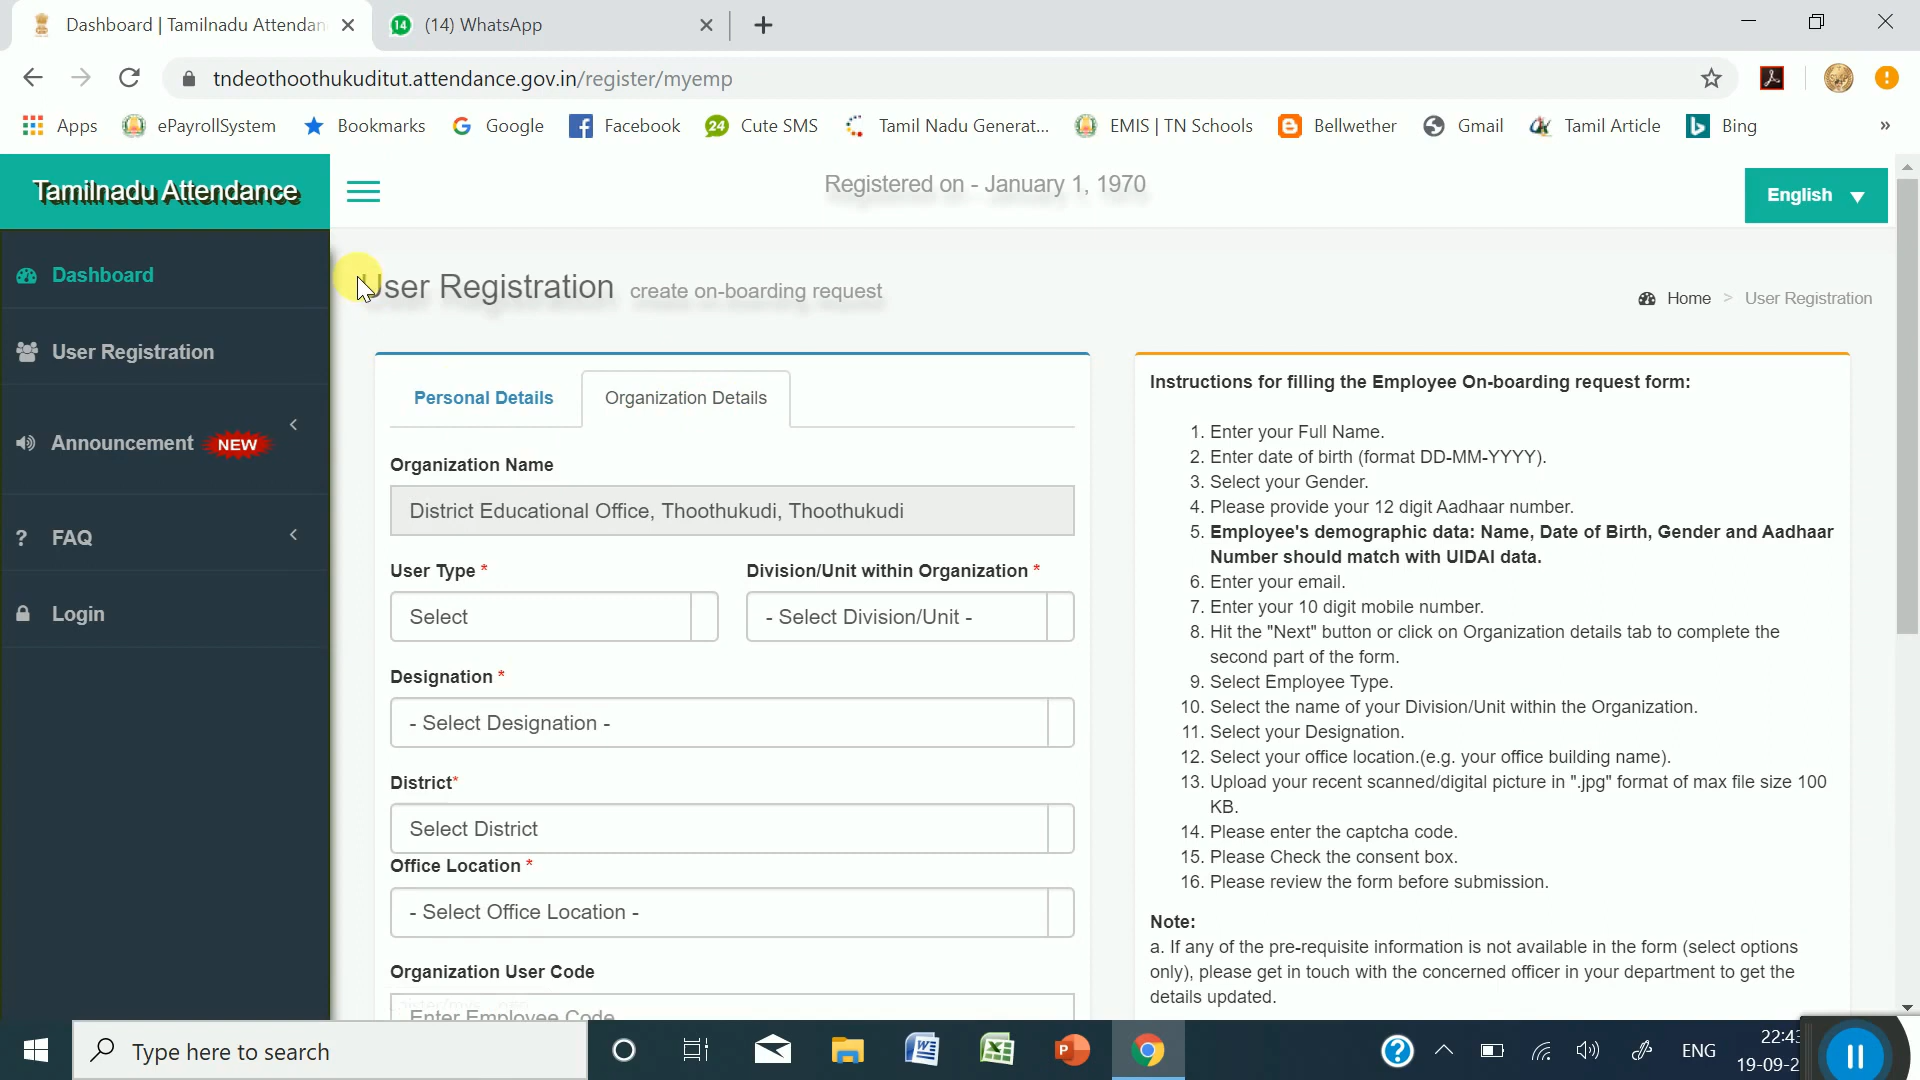 Dashboard | Tamilnadu Attendan
(14) WhatsApp
tndeothoothukuditut.attendance.gov.in/register/myemp
Apps ePayrollSystem Bookmarks Google Facebook 24 Cute SMS Tamil Nadu Generat... EMIS | TN Schools Bellwether Gmail Tamil Article Bing »
Tamilnadu Attendance
Registered on - January 1, 1970
English
Dashboard
User Registration
Announcement NEW
? FAQ
Login
User Registration create on-boarding request
Home > User Registration
Personal Details Organization Details
Organization Name
District Educational Office, Thoothukudi, Thoothukudi
User Type * Division/Unit within Organization *
Select - Select Division/Unit -
Designation *
- Select Designation -
District*
Select District
Office Location *
- Select Office Location -
Organization User Code
Enter Employee Code
Instructions for filling the Employee On-boarding request form:
1. Enter your Full Name.
2. Enter date of birth (format DD-MM-YYYY).
3. Select your Gender.
4. Please provide your 12 digit Aadhaar number.
5. Employee's demographic data: Name, Date of Birth, Gender and Aadhaar
Number should match with UIDAI data.
6. Enter your email.
7. Enter your 10 digit mobile number.
8. Hit the "Next" button or click on Organization details tab to complete the
second part of the form.
9. Select Employee Type.
10. Select the name of your Division/Unit within the Organization.
11. Select your Designation.
12. Select your office location.(e.g. your office building name).
13. Upload your recent scanned/digital picture in ".jpg" format of max file size 100
KB.
14. Please enter the captcha code.
15. Please Check the consent box.
16. Please review the form before submission.
Note:
a. If any of the pre-requisite information is not available in the form (select options
only), please get in touch with the concerned officer in your department to get the
details updated.
Type here to search
ENG
22:43
19-09-2